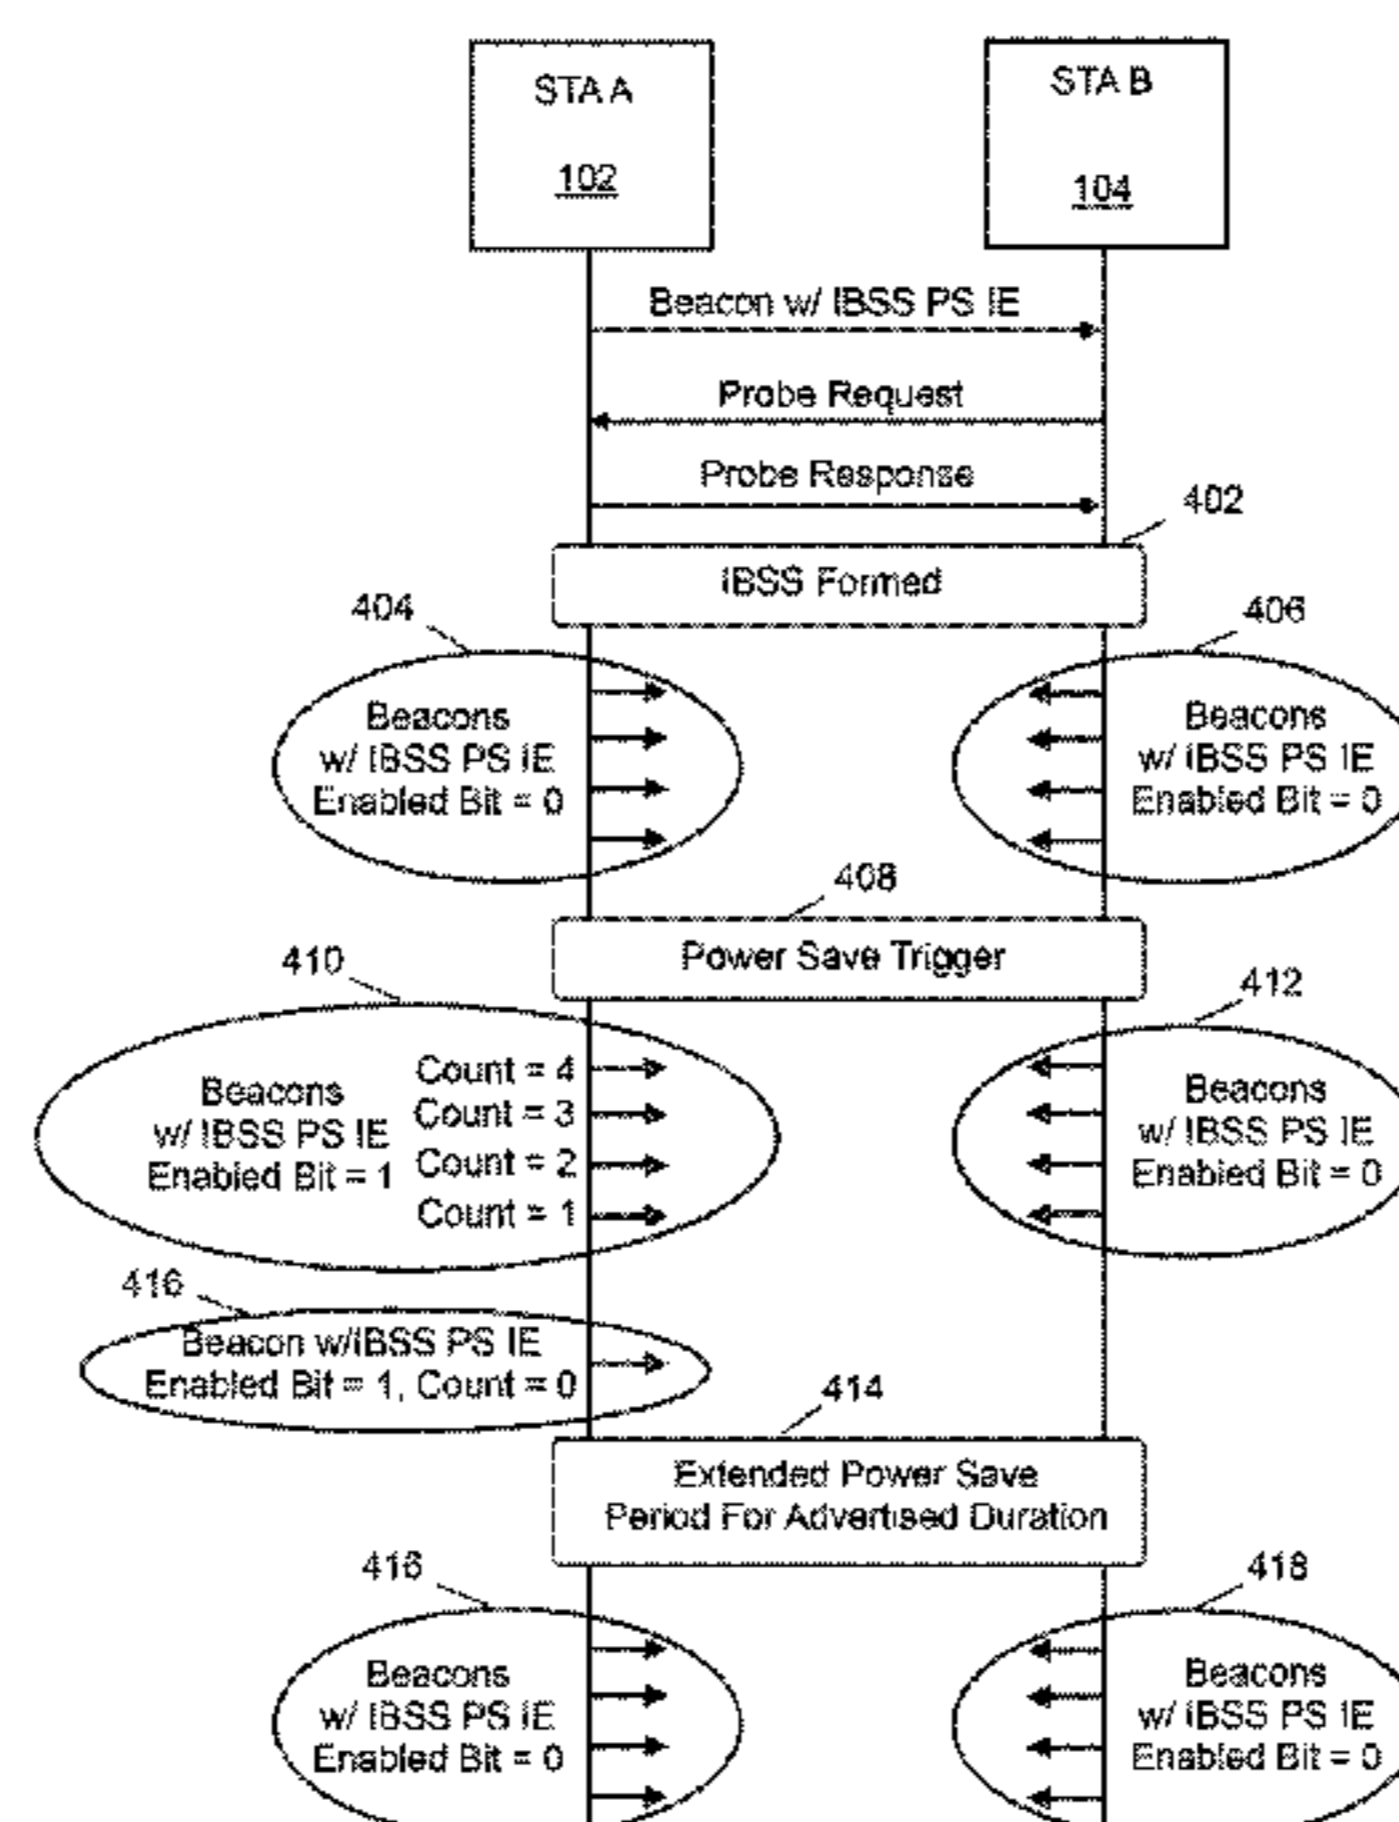 STA A
102
STA B
104
Beacon w/ IBSS PS IE
Probe Request
Probe Response
402
IBSS Formed
404
406
Beacons
w/ IBSS PS IE
Enabled Bit = 0
Beacons
w/ IBSS PS IE
Enabled Bit = 0
408
Power Save Trigger
410
412
Beacons
w/ IBSS PS IE
Enabled Bit = 1
Count = 4
Count = 3
Count = 2
Count = 1
Beacons
w/ IBSS PS IE
Enabled Bit = 0
416
Beacon w/IBSS PS IE
Enabled Bit = 1, Count = 0
414
Extended Power Save
Period For Advertised Duration
416
418
Beacons
w/ IBSS PS IE
Enabled Bit = 0
Beacons
w/ IBSS PS IE
Enabled Bit = 0